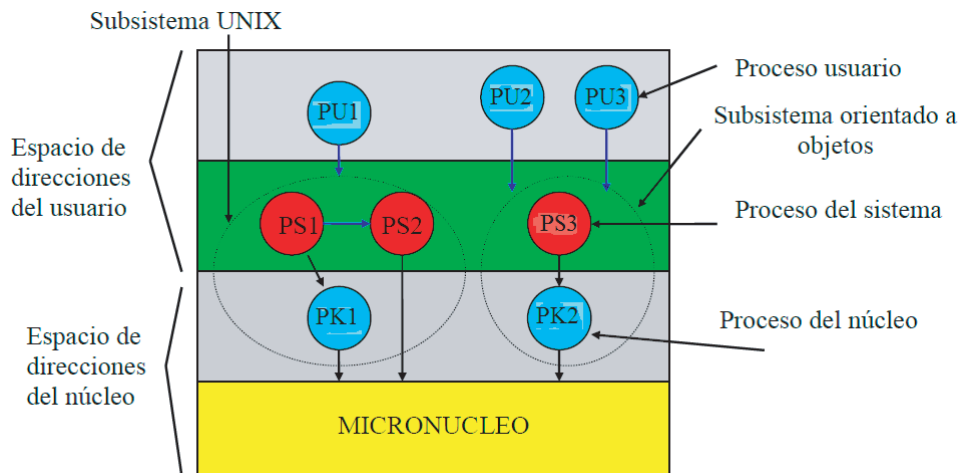 Subsistema UNIX
Espacio de
direcciones
del usuario
PU1
PU2
PU3
Proceso usuario
Subsistema orientado a
objetos
PS1
PS2
PS3
Proceso del sistema
Espacio de
direcciones
del núcleo
PK1
PK2
Proceso del núcleo
MICRONUCLEO